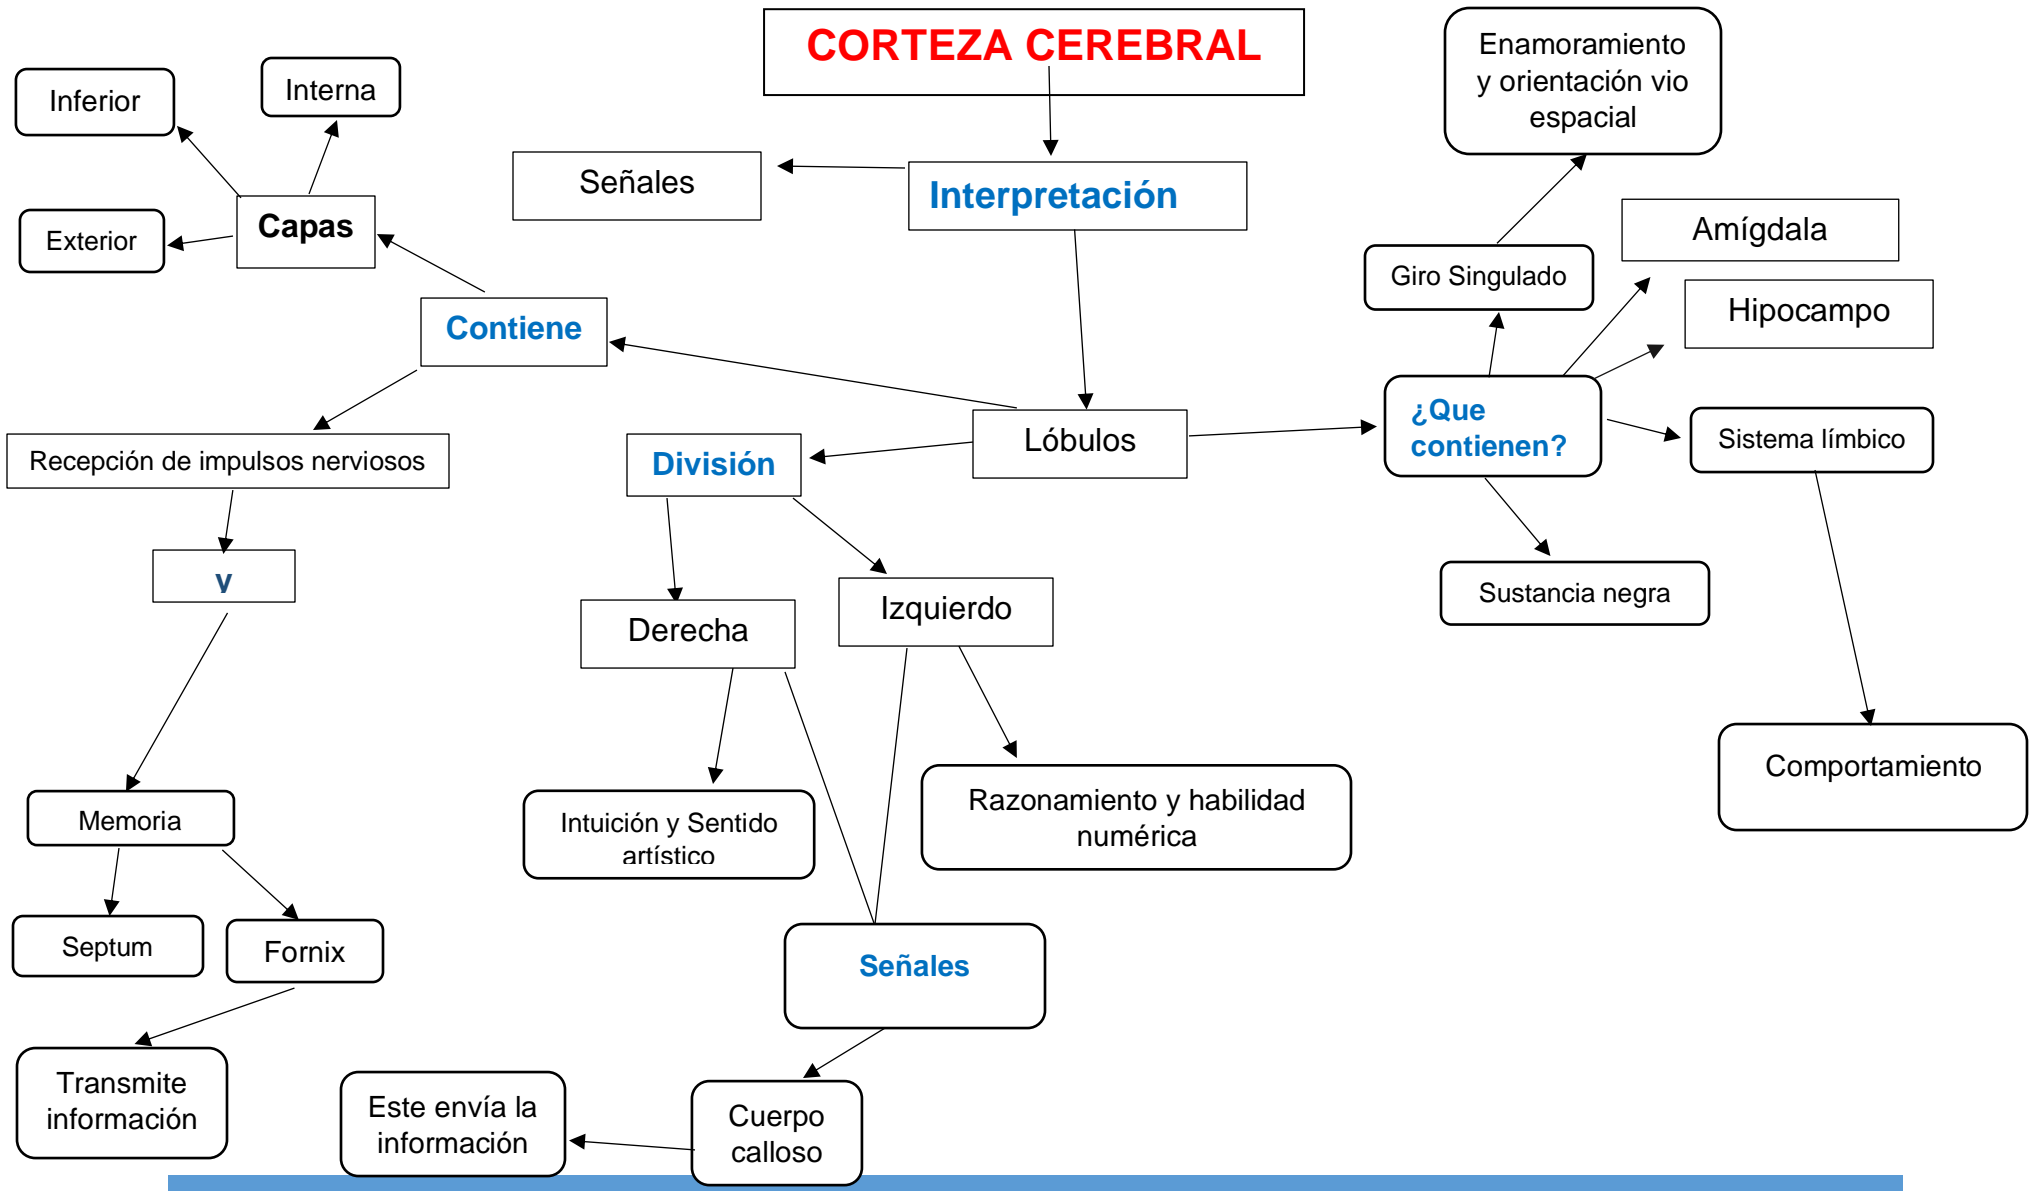 CORTEZA CEREBRAL
Enamoramiento
y orientación vio
espacial
Inferior
Interna
Señales
Interpretación
Capas
Exterior
Amígdala
Giro Singulado
Hipocampo
Contiene
¿Que
contienen?
Lóbulos
Sistema límbico
División
Recepción de impulsos nerviosos
y
Sustancia negra
Izquierdo
Derecha
Comportamiento
Razonamiento y habilidad
numérica
Memoria
Intuición y Sentido
artístico
Septum
Fornix
Señales
Transmite
información
Este envía la
información
Cuerpo
calloso